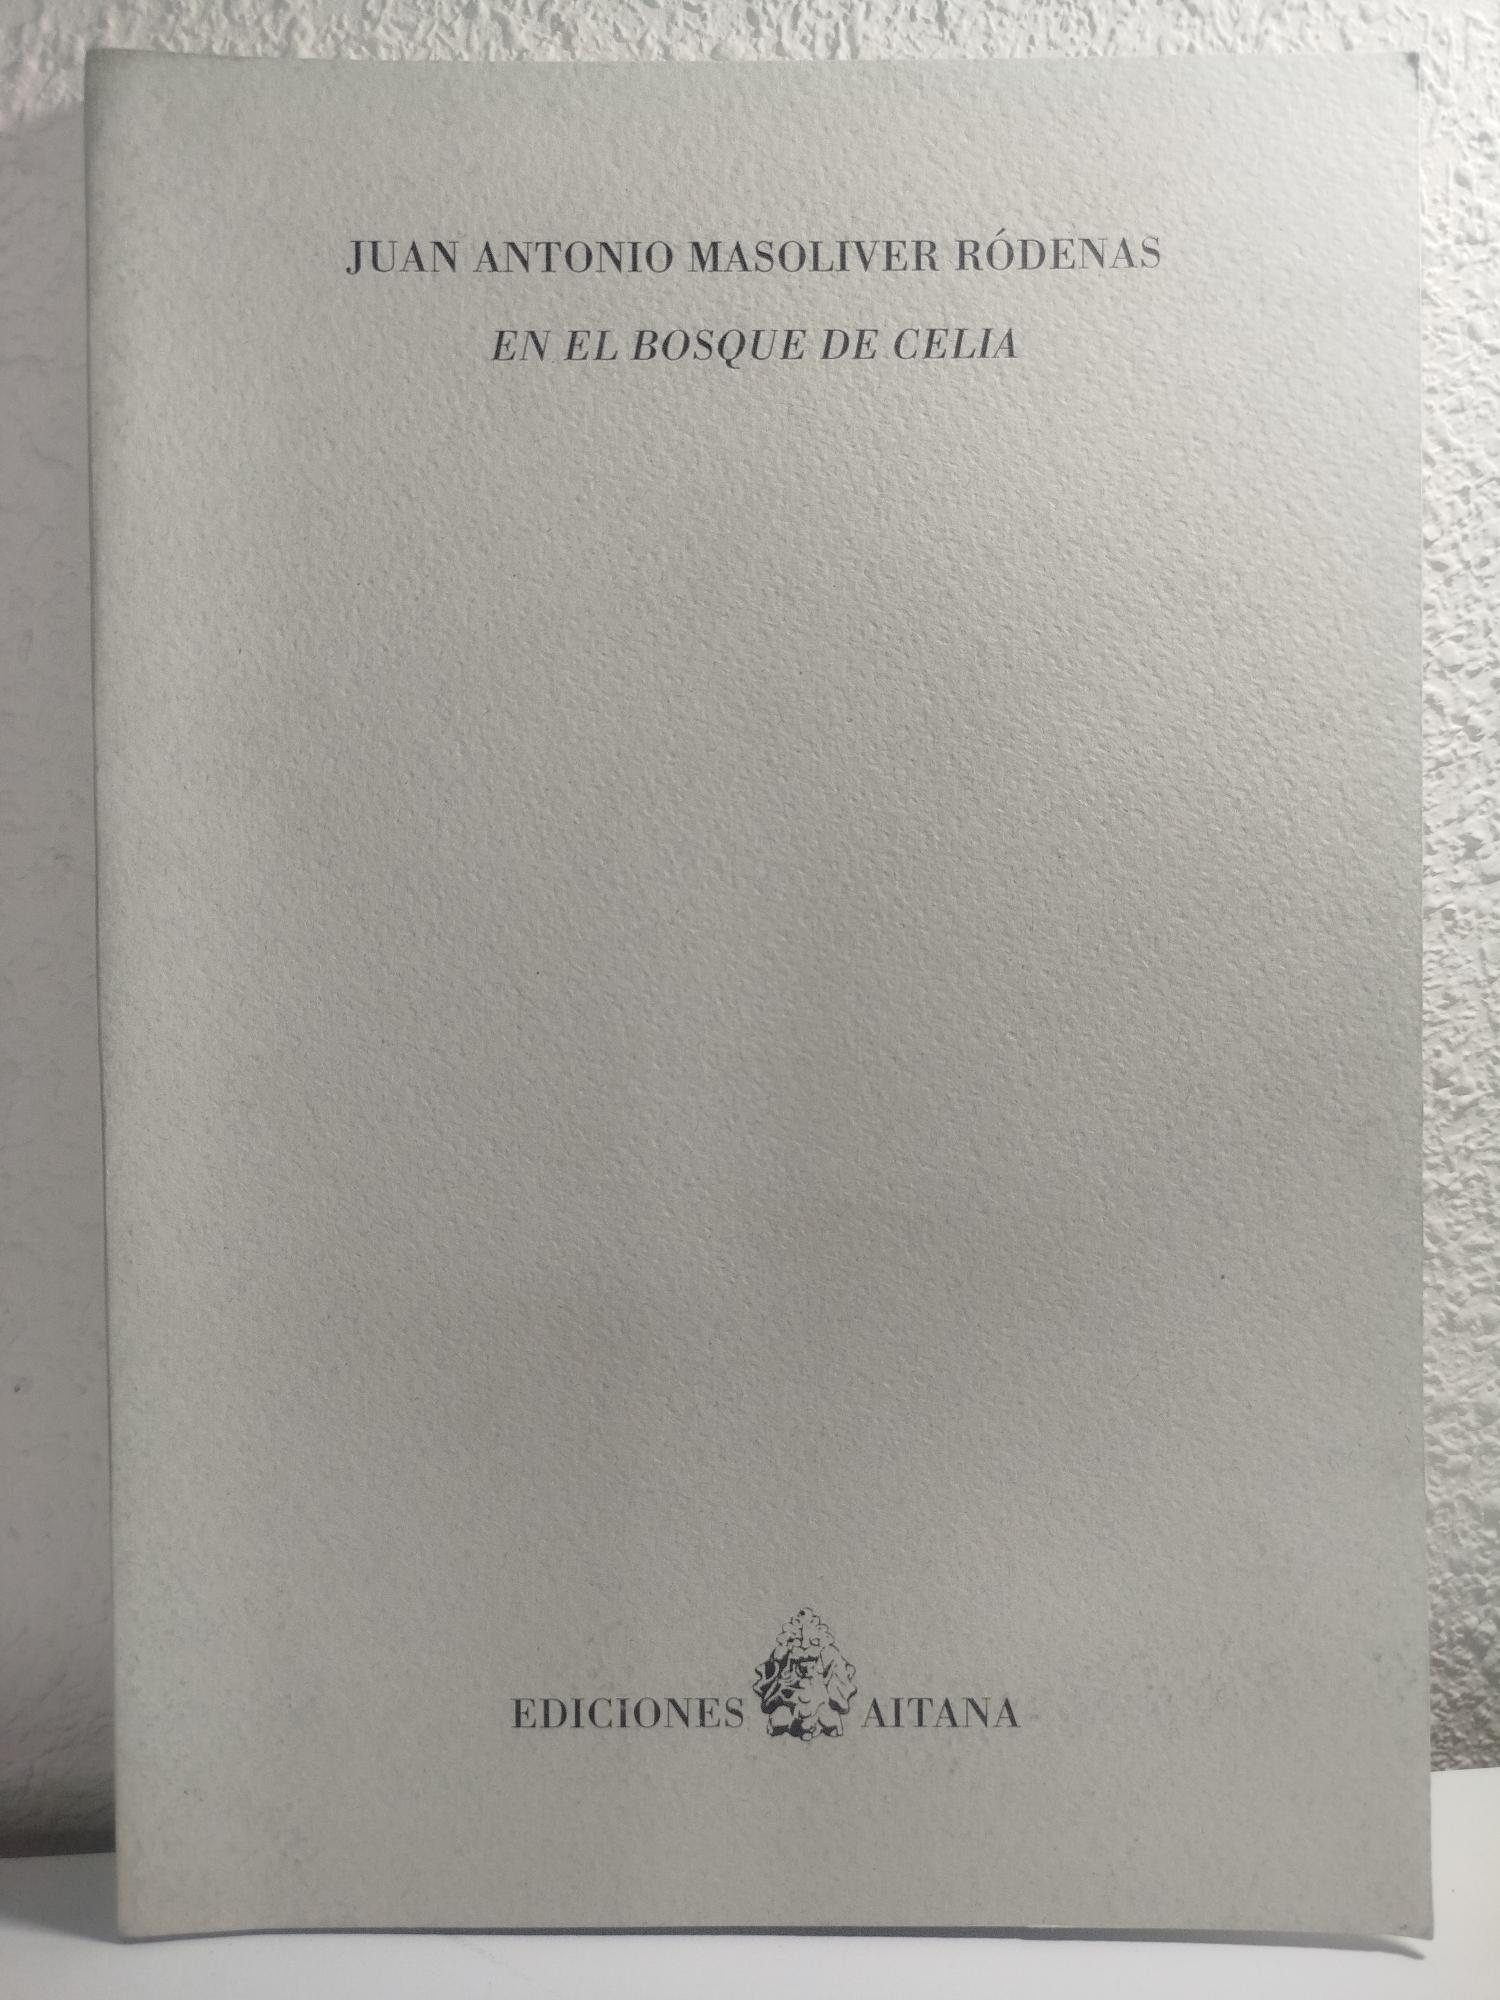 JUAN ANTONIO MASOLIVER RÓDENAS
EN EL BOSQUE DE CELIA
EDICIONES AITANA